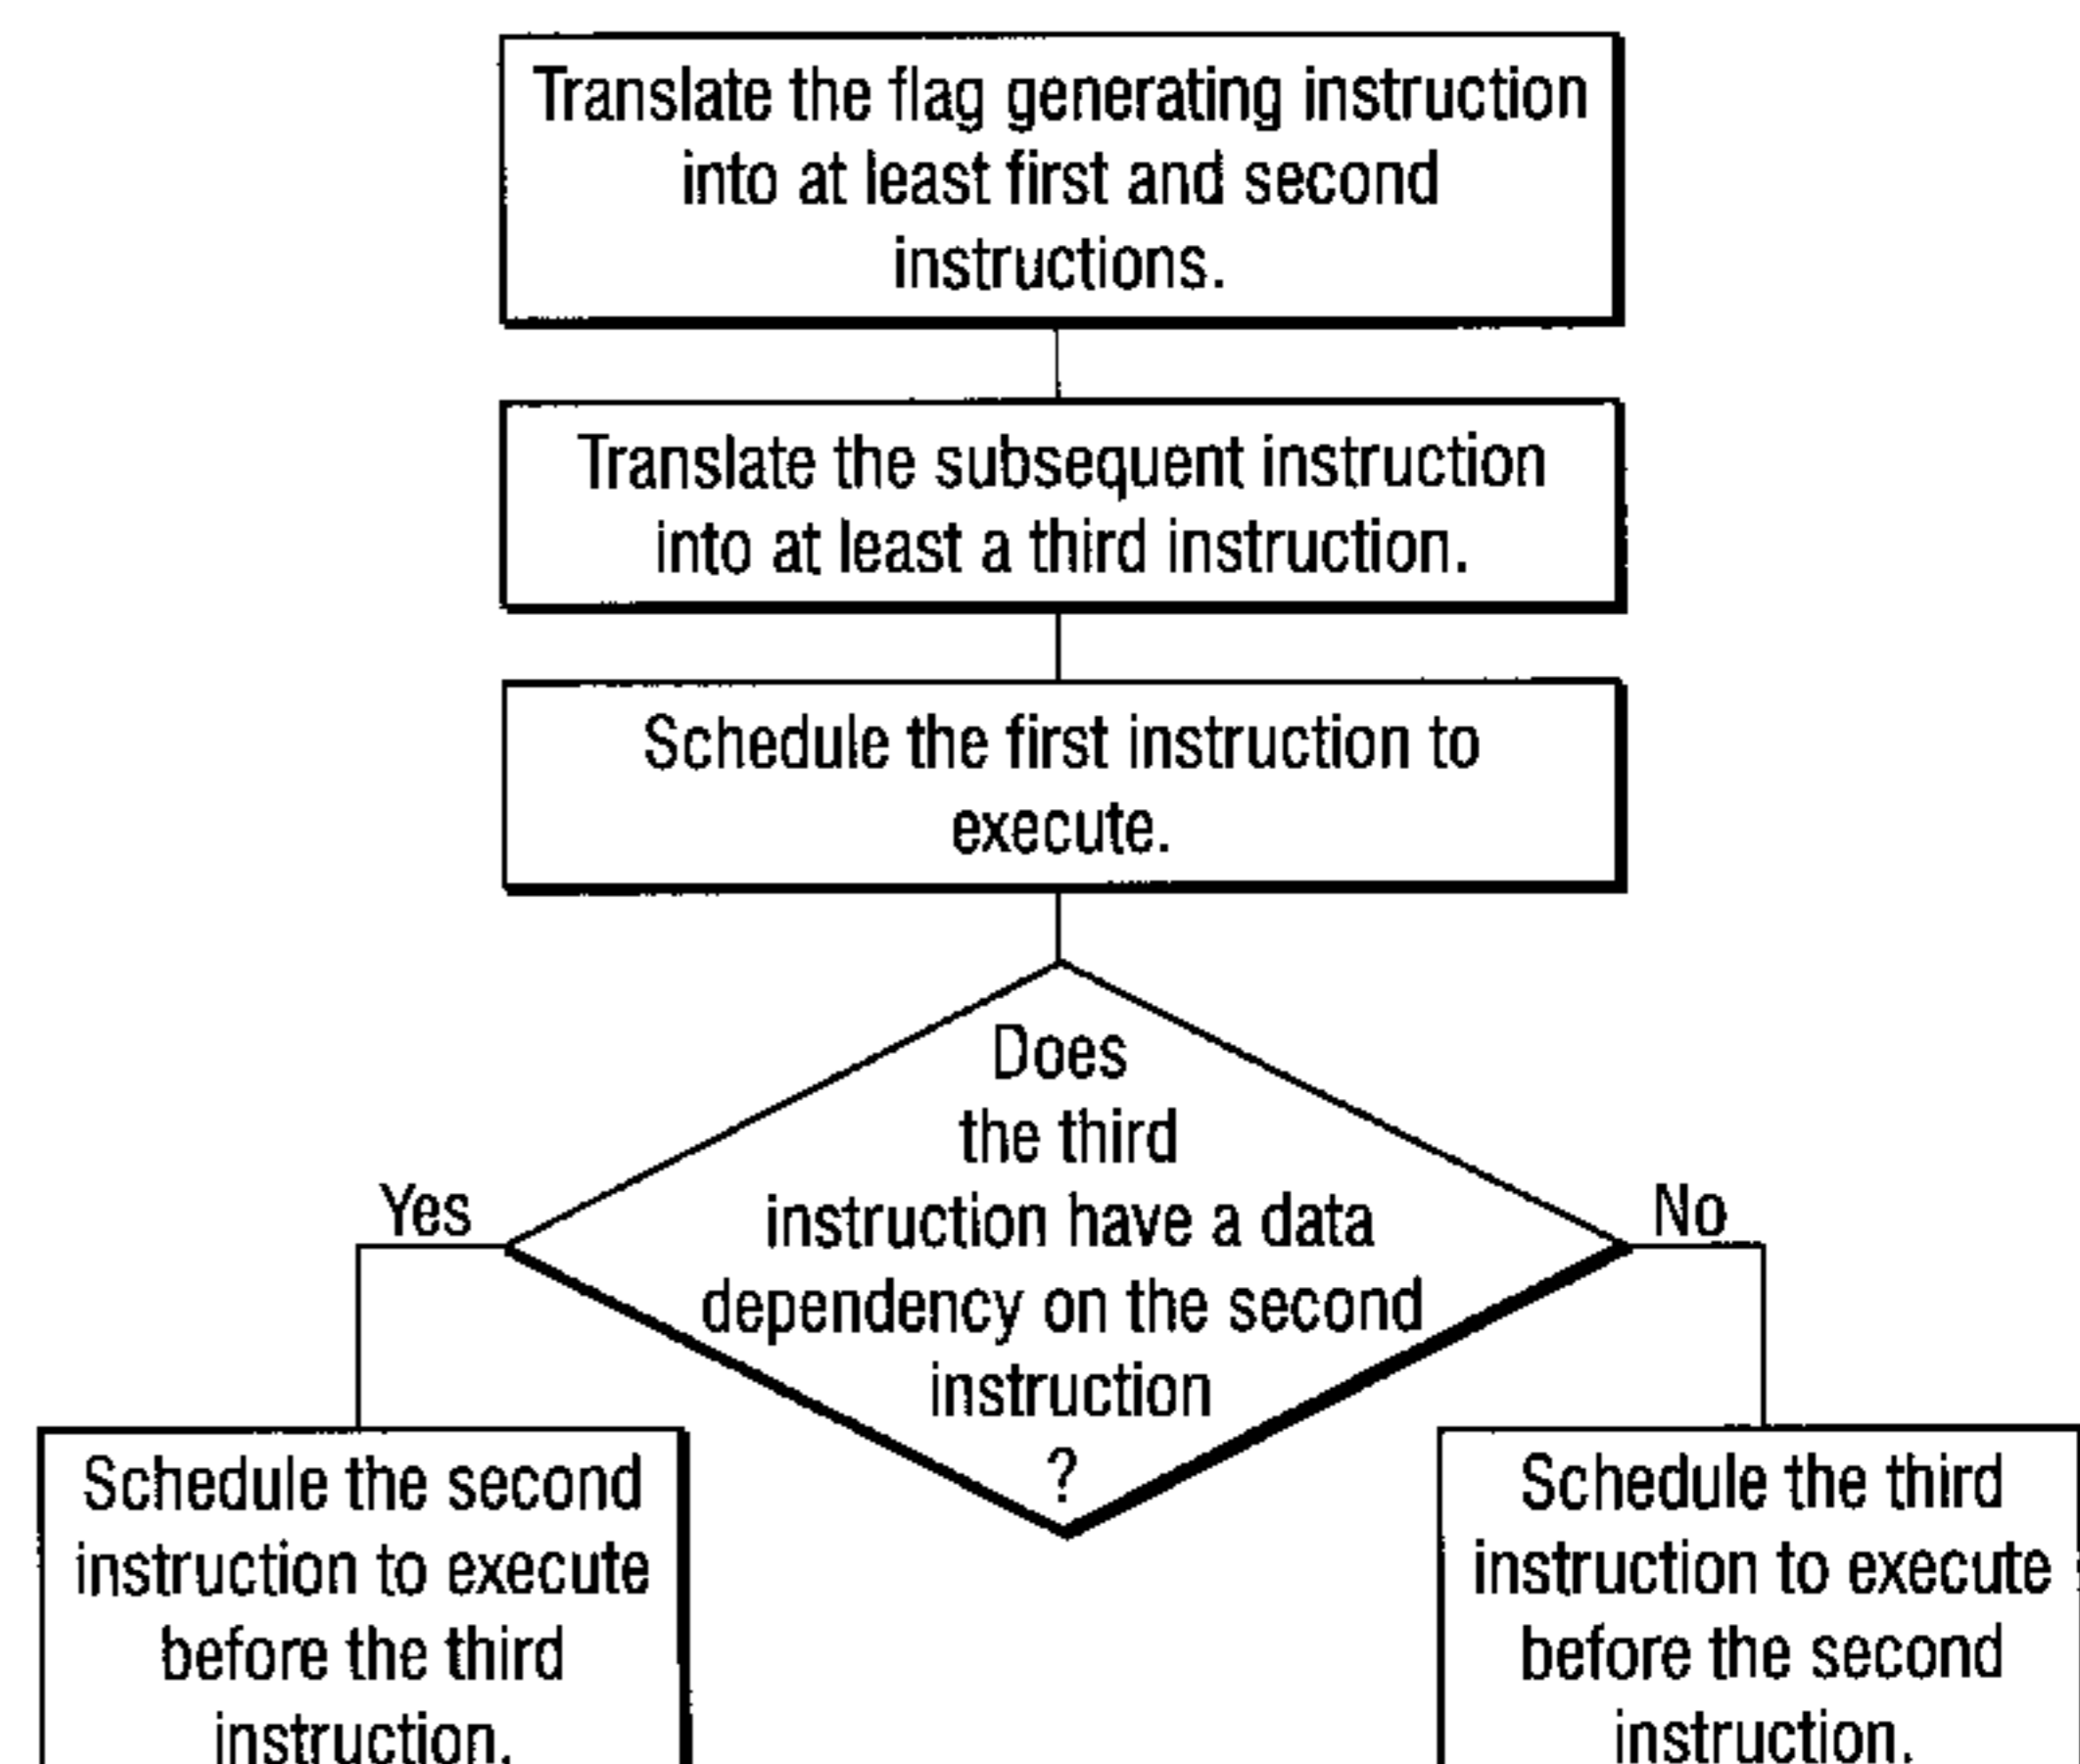 Translate the flag generating instruction
into at least first and second
instructions.
Translate the subsequent instruction
into at least a third instruction.
Schedule the first instruction to
execute.
Does
the third
instruction have a data
dependency on the second
instruction
?
Yes
No
Schedule the second
instruction to execute
before the third
instruction.
Schedule the third
instruction to execute
before the second
instruction.